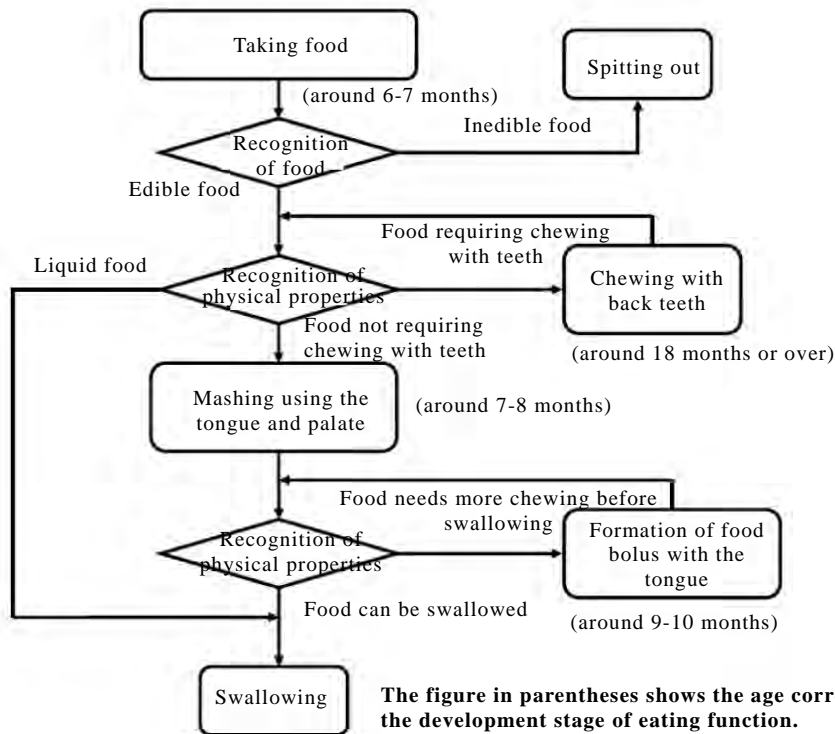 Taking food
Spitting out
(around 6-7 months)
Inedible food
Recognition
of food
Edible food
Food requiring chewing
with teeth
Liquid food
Recognition of
physical properties
Chewing with
back teeth
Food not requiring
chewing with teeth
(around 18 months or over)
Mashing using the
tongue and palate
(around 7-8 months)
Food needs more chewing before
swallowing
Recognition of
physical properties
Formation of food
bolus with the
tongue
Food can be swallowed
(around 9-10 months)
Swallowing
The figure in parentheses shows the age corr
the development stage of eating function.